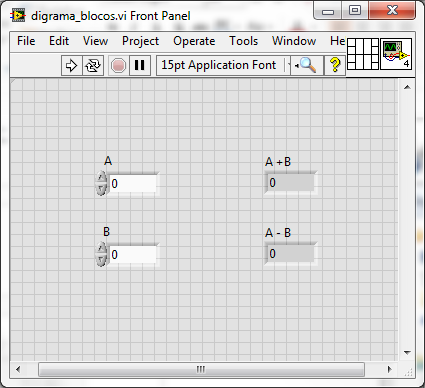 digrama_blocos.vi Front Panel
File Edit View Project Operate Tools Window He
15pt Application Font
4
A
0
A +B
0
B
0
A - B
0